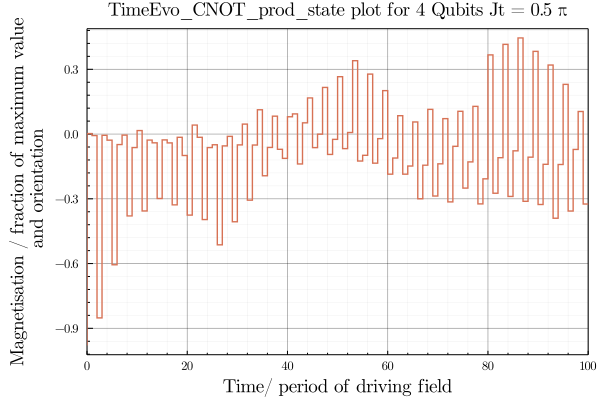 TimeEvo_CNOT_prod_state plot for 4 Qubits Jt = 0.5 π
Magnetisation / fraction of maximum value
and orientation
0.3
0.0
−0.3
−0.6
−0.9
0 20 40 60 80 100
Time/ period of driving field